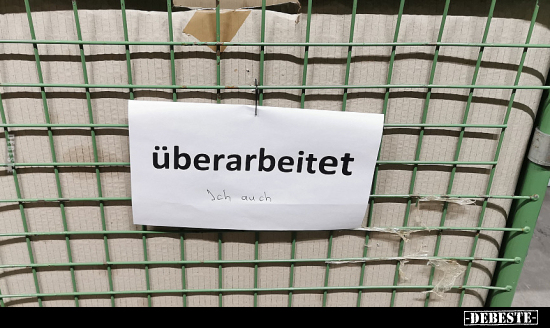 überarbeitet
Ich auch
-DEBESTE-